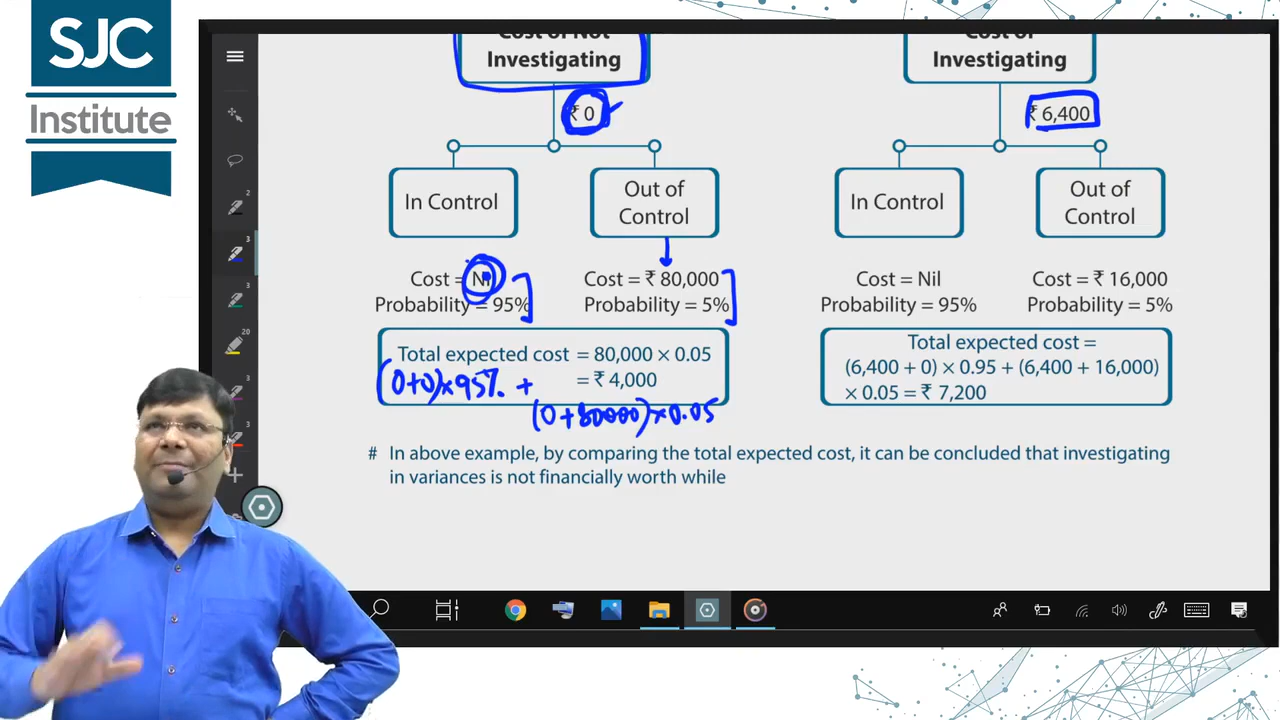 SJC
Institute
Cost of Not
Investigating
₹ 0
In Control
Out of
Control
Cost = Nil
Probability = 95%
Cost = ₹ 80,000
Probability = 5%
Total expected cost = 80,000 × 0.05
= ₹ 4,000
(0+0)×95% +
(0+80000)×0.05
Cost of
Investigating
₹ 6,400
In Control
Out of
Control
Cost = Nil
Probability = 95%
Cost = ₹ 16,000
Probability = 5%
Total expected cost =
(6,400 + 0) × 0.95 + (6,400 + 16,000)
× 0.05 = ₹ 7,200
# In above example, by comparing the total expected cost, it can be concluded that investigating
in variances is not financially worth while
2
3
3
20